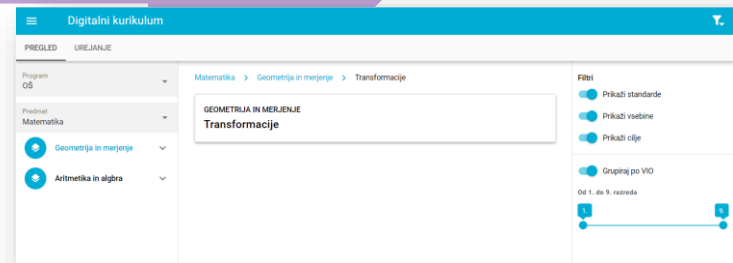 Digitalni kurikulum
PREGLED UREJANJE
Program
OŠ
Predmet
Matematika
Geometrija in merjenje
Aritmetika in algbra
Matematika > Geometrija in merjenje > Transformacije
GEOMETRIJA IN MERJENJE
Transformacije
Filtri
Prikaži standarde
Prikaži vsebine
Prikaži cilje
Grupiraj po VIO
Od 1. do 9. razreda
1. 9.